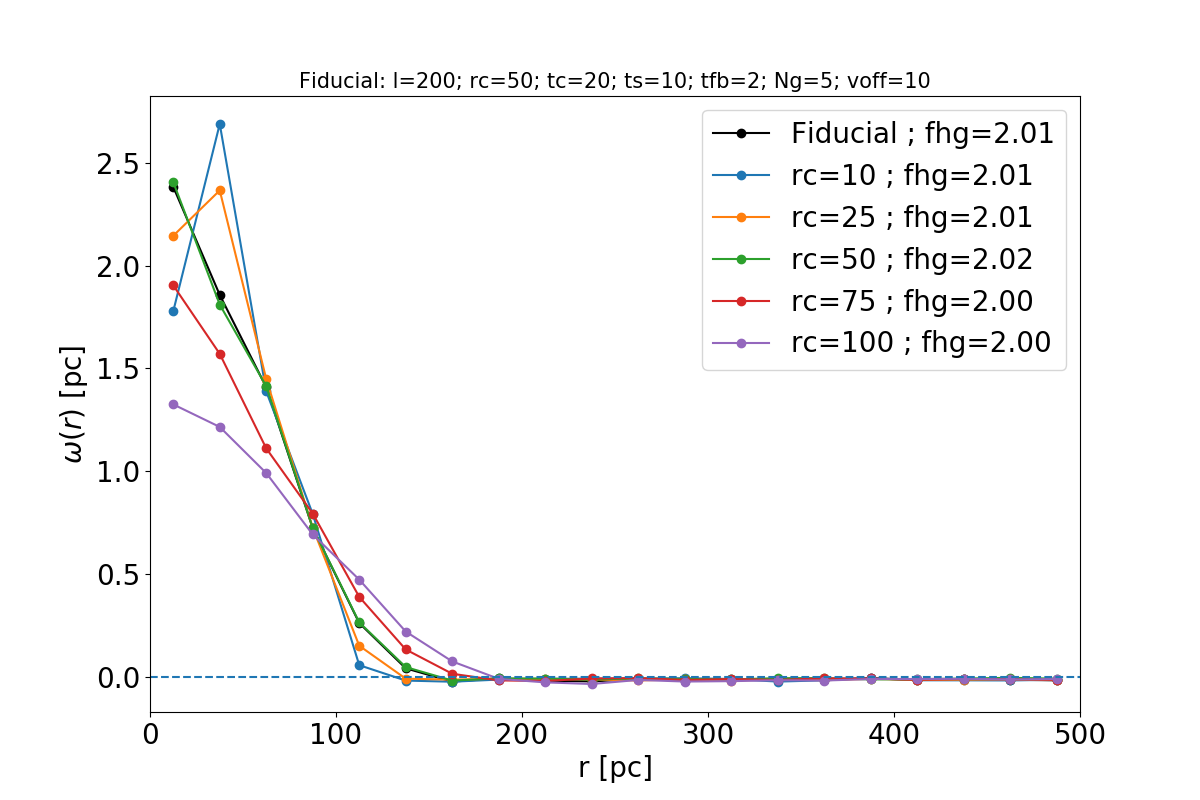 Fiducial: l=200; rc=50; tc=20; ts=10; tfb=2; Ng=5; voff=10
Fiducial ; fhg=2.01
rc=10 ; fhg=2.01
rc=25 ; fhg=2.01
rc=50 ; fhg=2.02
rc=75 ; fhg=2.00
rc=100 ; fhg=2.00
2.5
2.0
1.5
1.0
0.5
0.0
ω(r) [pc]
0 100 200 300 400 500
r [pc]